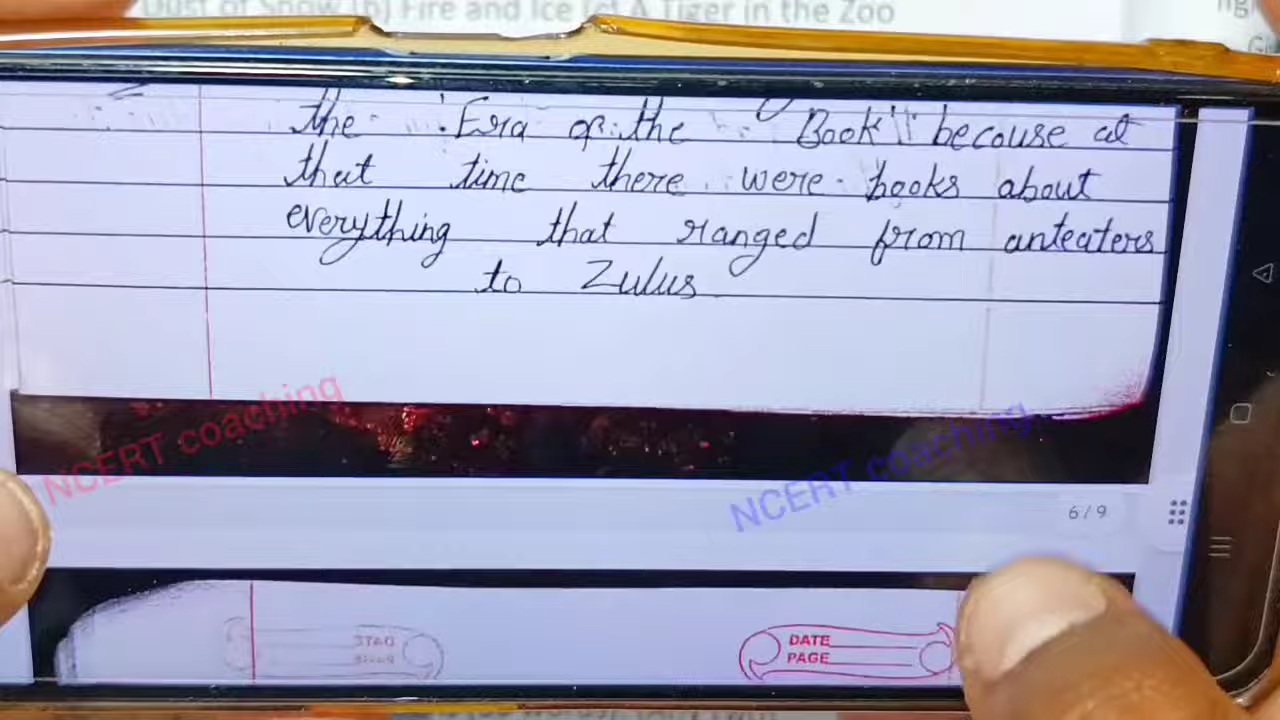 Dust of Snow (b) Fire and Ice (c) A Tiger in the Zoo
the 'Era of the Book' because at
that time there were books about
everything that ranged from anteaters
to Zulus
NCERT coaching
NCERT coaching
6/9
DATE
PAGE